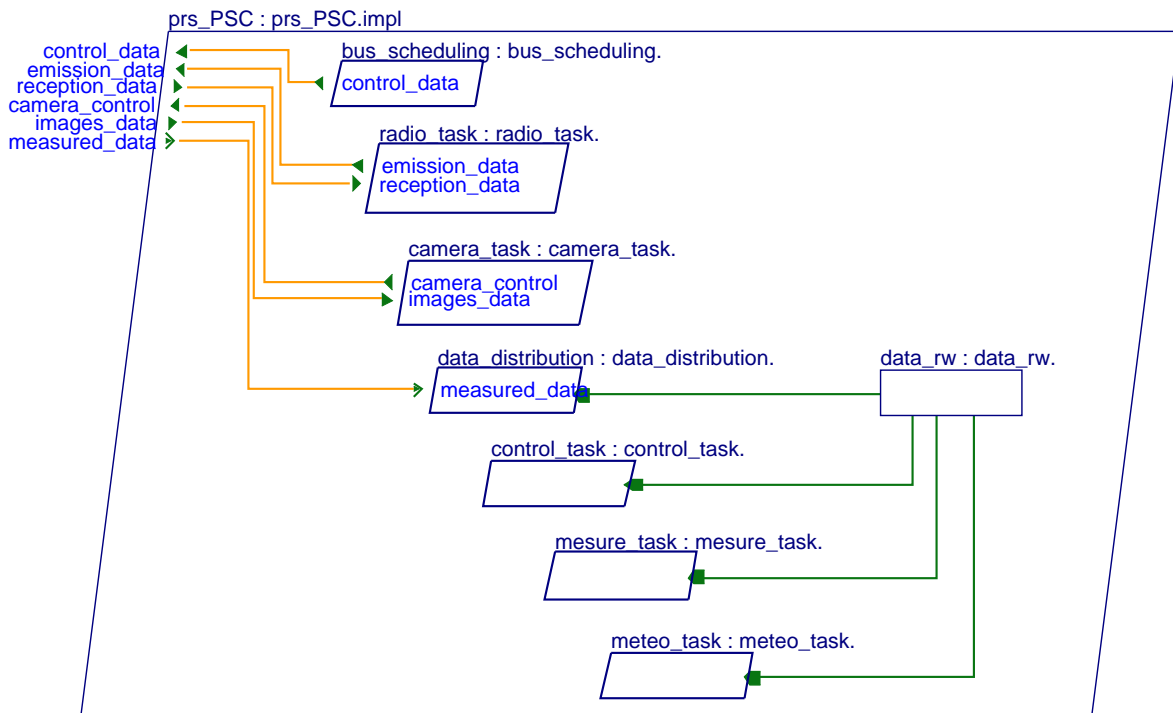 prs_PSC : prs_PSC.impl
control_data
emission_data
reception_data
camera_control
images_data
measured_data
bus_scheduling : bus_scheduling.
control_data
radio_task : radio_task.
emission_data
reception_data
camera_task : camera_task.
camera_control
images_data
data_distribution : data_distribution.
measured_data
data_rw : data_rw.
control_task : control_task.
mesure_task : mesure_task.
meteo_task : meteo_task.